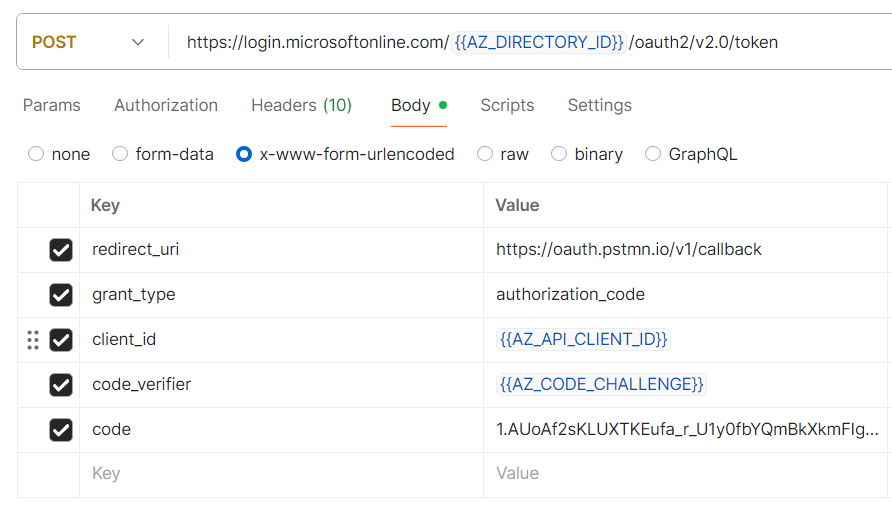 POST https://login.microsoftonline.com/ {{AZ_DIRECTORY_ID}} /oauth2/v2.0/token
Params Authorization Headers (10) Body Scripts Settings
none form-data x-www-form-urlencoded raw binary GraphQL
Key Value
redirect_uri https://oauth.pstmn.io/v1/callback
grant_type authorization_code
client_id {{AZ_API_CLIENT_ID}}
code_verifier {{AZ_CODE_CHALLENGE}}
code 1.AUoAf2sKLUXTKEufa_r_U1y0fbYQmBkXkmFIg...
Key Value